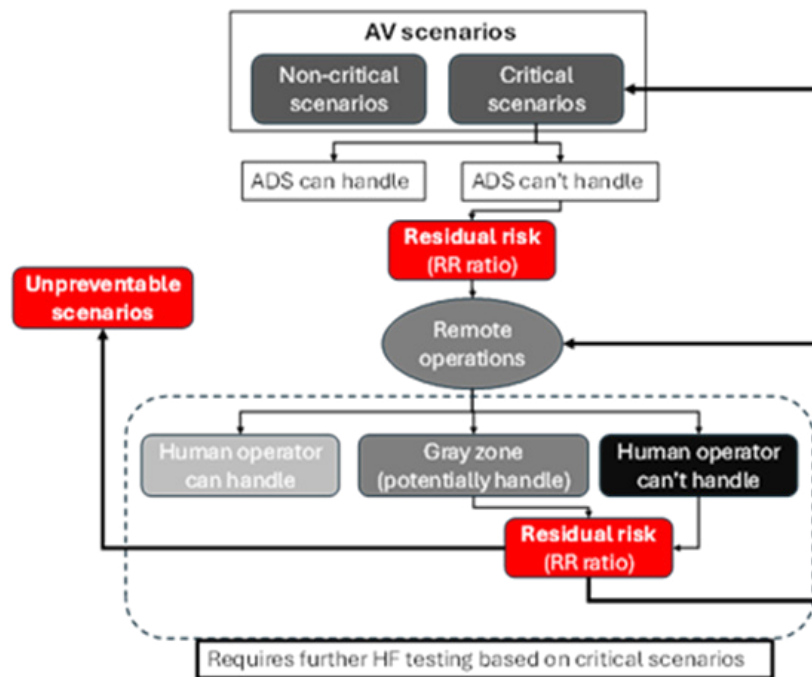 AV scenarios
Non-critical
scenarios
Critical
scenarios
ADS can handle
ADS can't handle
Residual risk
(RR ratio)
Unpreventable
scenarios
Remote
operations
Human operator
can handle
Gray zone
(potentially handle)
Human operator
can't handle
Residual risk
(RR ratio)
Requires further HF testing based on critical scenarios